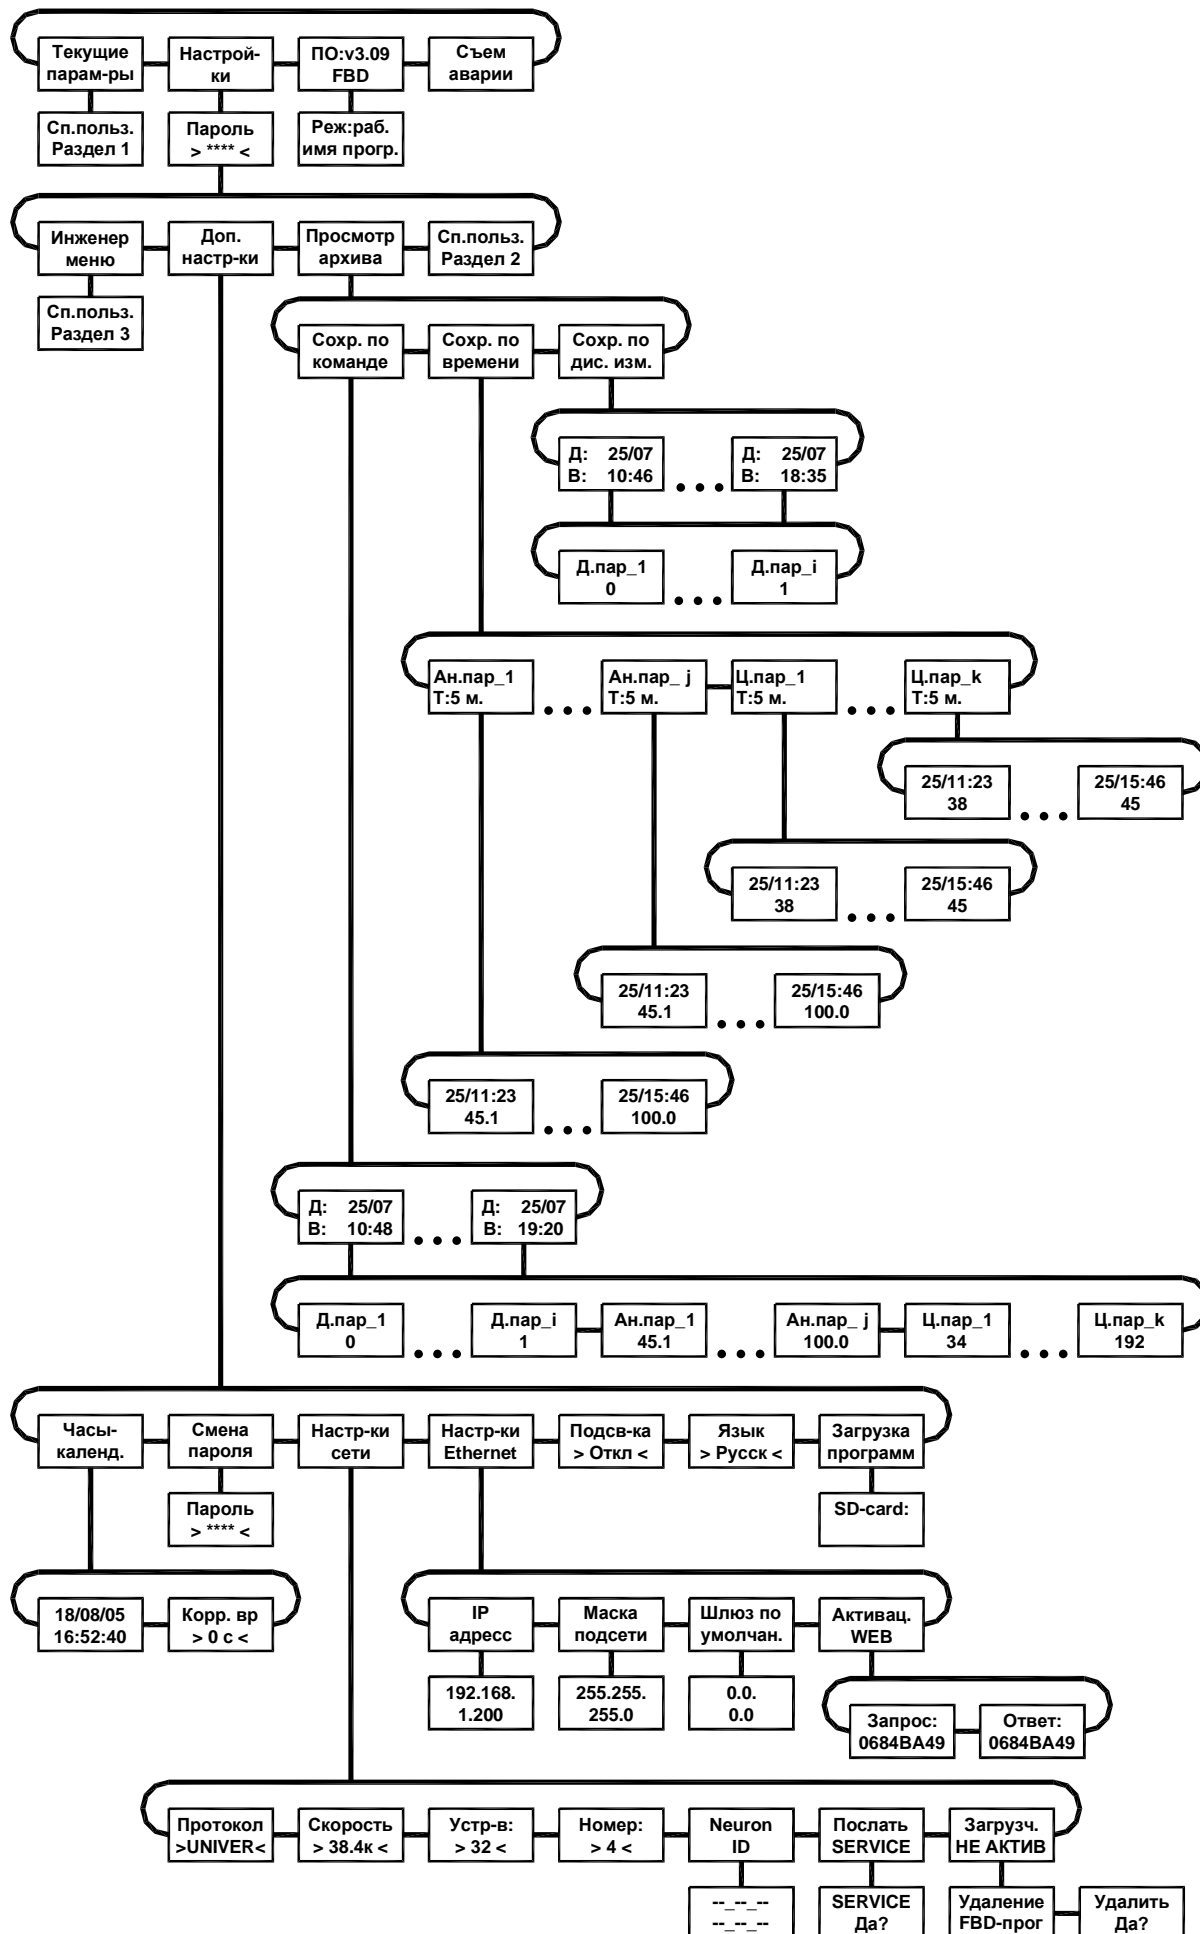 Текущие
парам-ры
Настрой-
ки
ПО:v3.09
FBD
Съем
аварии
Сп.польз.
Раздел 1
Пароль
> **** <
Реж:раб.
имя прогр.
Инженер
меню
Доп.
настр-ки
Просмотр
архива
Сп.польз.
Раздел 2
Сп.польз.
Раздел 3
Сохр. по
команде
Сохр. по
времени
Сохр. по
дис. изм.
Д: 25/07
В: 10:46
Д: 25/07
В: 18:35
Д.пар_1
0
Д.пар_i
1
Ан.пар_1
Т:5 м.
Ан.пар_ j
Т:5 м.
Ц.пар_1
Т:5 м.
Ц.пар_k
Т:5 м.
25/11:23
38
25/15:46
45
25/11:23
38
25/15:46
45
25/11:23
45.1
25/15:46
100.0
25/11:23
45.1
25/15:46
100.0
Д: 25/07
В: 10:48
Д: 25/07
В: 19:20
Д.пар_1
0
Д.пар_i
1
Ан.пар_1
45.1
Ан.пар_ j
100.0
Ц.пар_1
34
Ц.пар_k
192
Часы-
календ.
Смена
пароля
Настр-ки
сети
Настр-ки
Ethernet
Подсв-ка
> Откл <
Язык
> Русск <
Загрузка
программ
Пароль
> **** <
SD-card:
18/08/05
16:52:40
Корр. вр
> 0 с <
IP
адресс
Маска
подсети
Шлюз по
умолчан.
Активац.
WEB
192.168.
1.200
255.255.
255.0
0.0.
0.0
Запрос:
0684BA49
Ответ:
0684BA49
Протокол
>UNIVER<
Скорость
> 38.4к <
Устр-в:
> 32 <
Номер:
> 4 <
Neuron
ID
Послать
SERVICE
Загрузч.
НЕ АКТИВ
--_--_--
--_--_--
SERVICE
Да?
Удаление
FBD-прог
Удалить
Да?